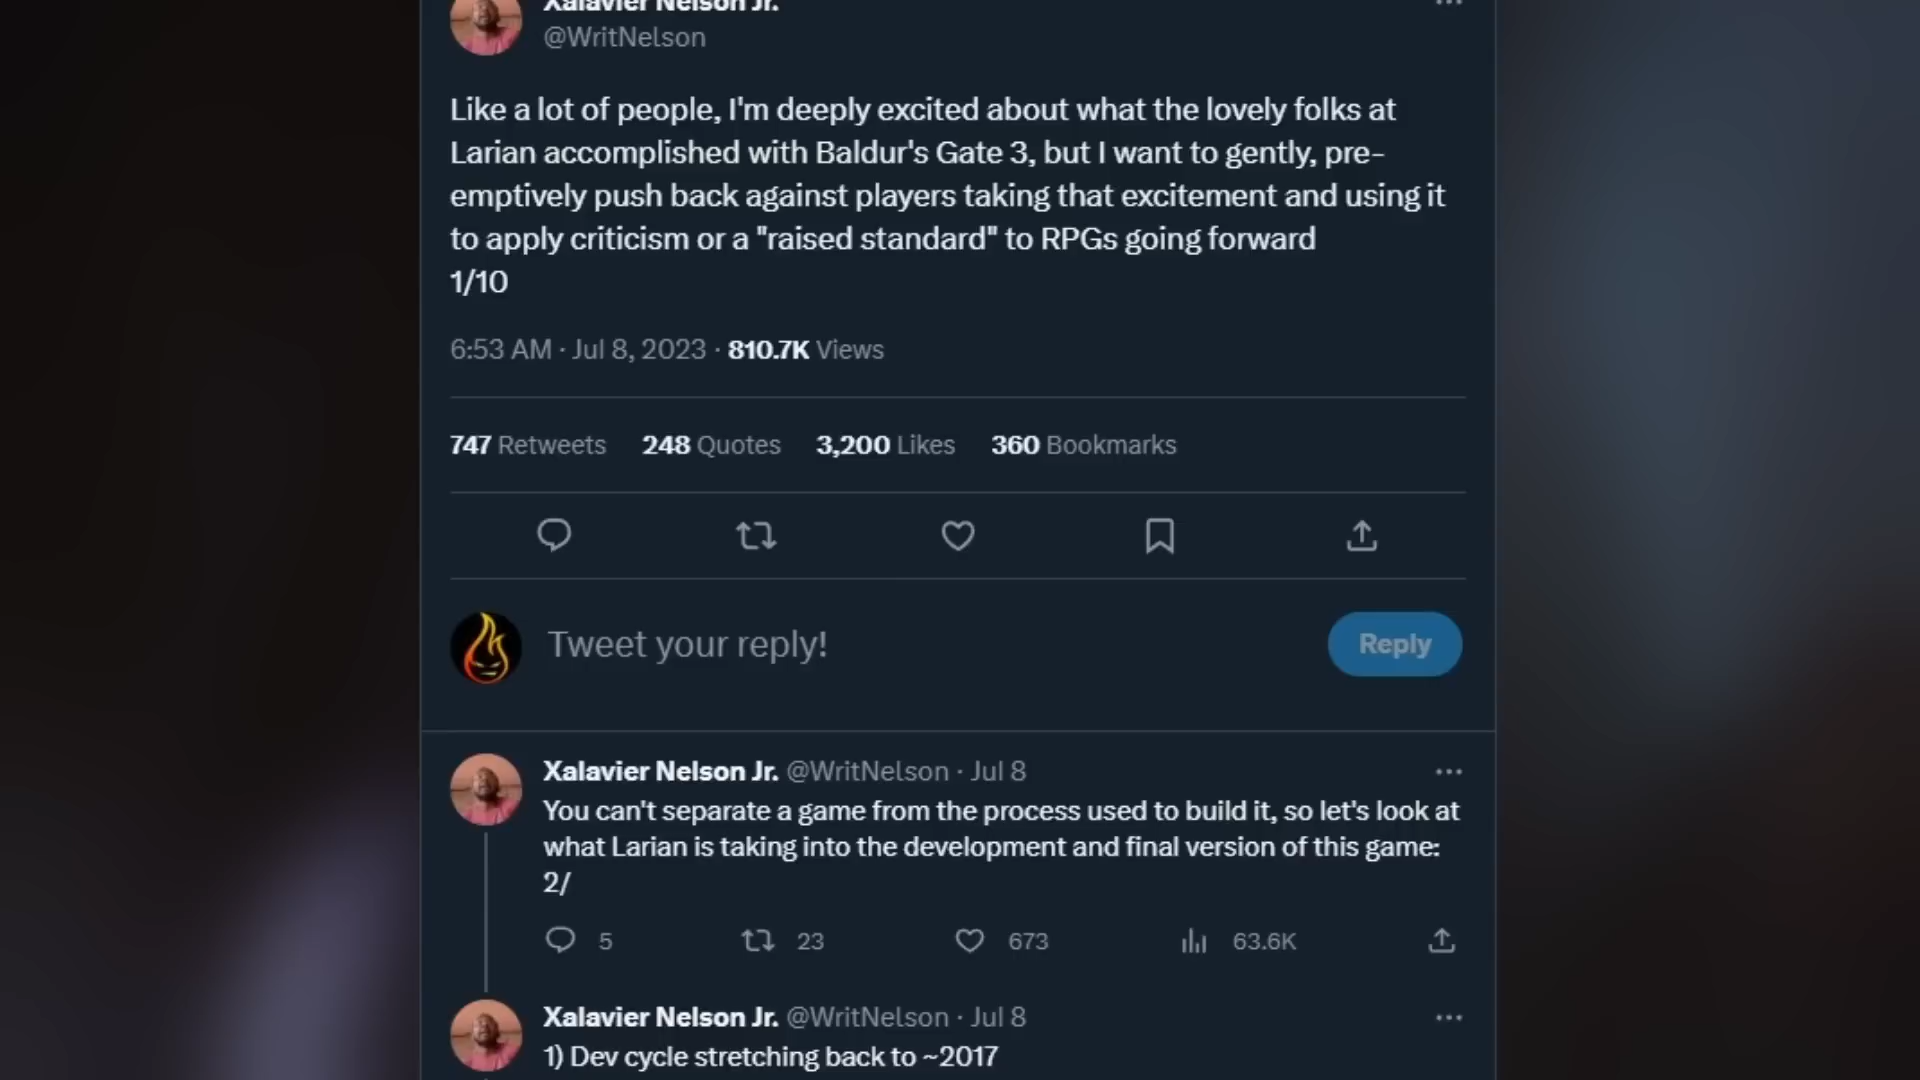 Xalavier Nelson Jr.
@WritNelson
Like a lot of people, I'm deeply excited about what the lovely folks at
Larian accomplished with Baldur's Gate 3, but I want to gently, pre-
emptively push back against players taking that excitement and using it
to apply criticism or a "raised standard" to RPGs going forward
1/10
6:53 AM · Jul 8, 2023 · 810.7K Views
747 Retweets 248 Quotes 3,200 Likes 360 Bookmarks
Tweet your reply!
Reply
Xalavier Nelson Jr. @WritNelson · Jul 8
You can't separate a game from the process used to build it, so let's look at
what Larian is taking into the development and final version of this game:
2/
5 23 673 63.6K
Xalavier Nelson Jr. @WritNelson · Jul 8
1) Dev cycle stretching back to ~2017